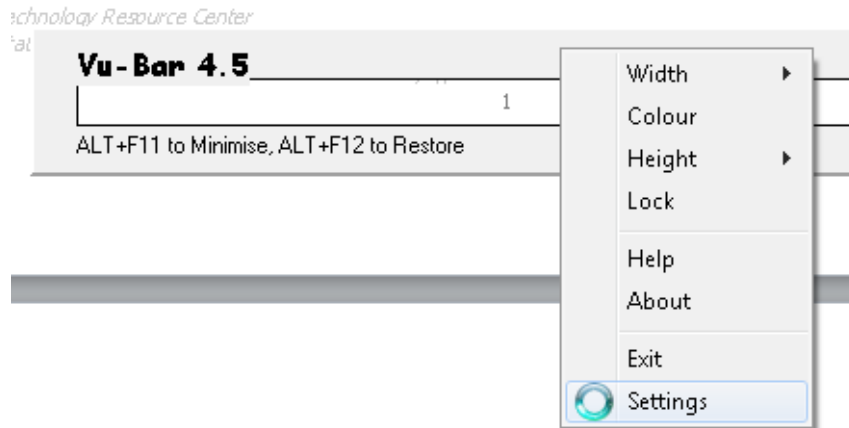 echnology Resource Center
Vu-Bar 4.5
1
ALT+F11 to Minimise, ALT+F12 to Restore
Width
Colour
Height
Lock
Help
About
Exit
Settings